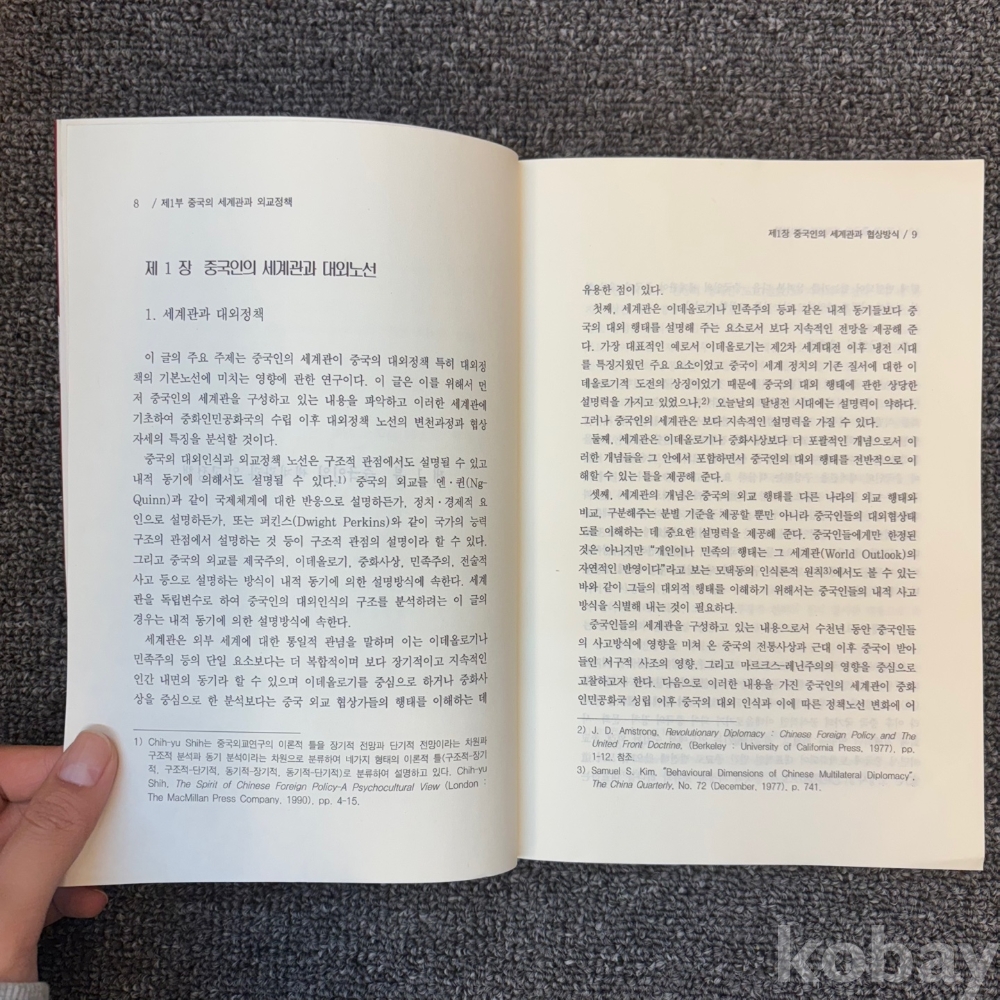 8 / 제1부 중국의 세계관과 외교정책
제 1 장 중국인의 세계관과 대외노선
1. 세계관과 대외정책
이 글의 주요 주제는 중국인의 세계관이 중국의 대외정책 특히 대외정
책의 기본노선에 미치는 영향에 관한 연구이다. 이 글은 이를 위해서 먼
저 중국인의 세계관을 구성하고 있는 내용을 파악하고 이러한 세계관에
기초하여 중화인민공화국의 수립 이후 대외정책 노선의 변천과정과 협상
자세의 특징을 분석할 것이다.
중국의 대외인식과 외교정책 노선은 구조적 관점에서도 설명될 수 있고
내적 동기에 의해서도 설명될 수 있다.1) 중국의 외교를 엔·퀸(Ng-
Quinn)과 같이 국제체계에 대한 반응으로 설명하든가, 정치·경제적 요
인으로 설명하든가, 또는 퍼킨스(Dwight Perkins)와 같이 국가의 능력
구조의 관점에서 설명하는 것 등이 구조적 관점의 설명이라 할 수 있다.
그리고 중국의 외교를 제국주의, 이데올로기, 중화사상, 민족주의, 전술적
사고 등으로 설명하는 방식이 내적 동기에 의한 설명방식에 속한다. 세계
관을 독립변수로 하여 중국인의 대외인식의 구조를 분석하려는 이 글의
경우는 내적 동기에 의한 설명방식에 속한다.
세계관은 외부 세계에 대한 통일적 관념을 말하며 이는 이데올로기나
민족주의 등의 단일 요소보다는 더 복합적이며 보다 장기적이고 지속적인
인간 내면의 동기라 할 수 있으며 이데올로기를 중심으로 하거나 중화사
상을 중심으로 한 분석보다는 중국 외교 협상가들의 행태를 이해하는 데
1) Chih-yu Shih는 중국외교연구의 이론적 틀을 장기적 전망과 단기적 전망이라는 차원과
구조적 분석과 동기 분석이라는 차원으로 분류하여 네가지 형태의 이론적 틀(구조적-장기
적, 구조적-단기적, 동기적-장기적, 동기적-단기적)로 분류하여 설명하고 있다. Chih-yu
Shih, The Spirit of Chinese Foreign Policy-A Psychocultural View (London :
The MacMillan Press Company, 1990), pp. 4-15.
제1장 중국인의 세계관과 협상방식 / 9
유용한 점이 있다.
첫째, 세계관은 이데올로기나 민족주의 등과 같은 내적 동기들보다 중
국의 대외 행태를 설명해 주는 요소로서 보다 지속적인 전망을 제공해 준
다. 가장 대표적인 예로서 이데올로기는 제2차 세계대전 이후 냉전 시대
를 특징지웠던 주요 요소이었고 중국이 세계 정치의 기존 질서에 대한 이
데올로기적 도전의 상징이었기 때문에 중국의 대외 행태에 관한 상당한
설명력을 가지고 있었으나,2) 오늘날의 탈냉전 시대에는 설명력이 약하다.
그러나 중국인의 세계관은 보다 지속적인 설명력을 가질 수 있다.
둘째, 세계관은 이데올로기나 중화사상보다 더 포괄적인 개념으로서 이
러한 개념들을 그 안에서 포함하면서 중국인의 대외 행태를 전반적으로 이
해할 수 있는 틀을 제공해 준다.
셋째, 세계관의 개념은 중국의 외교 행태를 다른 나라의 외교 행태와
비교, 구분해주는 분별 기준을 제공할 뿐만 아니라 중국인들의 대외협상태
도를 이해하는 데 중요한 설명력을 제공해 준다. 중국인들에게만 한정된
것은 아니지만 "개인이나 민족의 행태는 그 세계관(World Outlook)의
자연적인 반영이다"라고 보는 모택동의 인식론적 원칙3)에서도 볼 수 있는
바와 같이 그들의 대외적 행태를 이해하기 위해서는 중국인들의 내적 사고
방식을 식별해 내는 것이 필요하다.
중국인들의 세계관을 구성하고 있는 내용으로서 수천년 동안 중국인들
의 사고방식에 영향을 미쳐 온 중국의 전통사상과 근대 이후 중국이 받아
들인 서구적 사조의 영향, 그리고 마르크스-레닌주의의 영향을 중심으로
고찰하고자 한다. 다음으로 이러한 내용을 가진 중국인의 세계관이 중화
인민공화국 성립 이후 중국의 대외 인식과 이에 따른 정책노선 변화에 어
2) J. D. Amstrong, Revolutionary Diplomacy : Chinese Foreign Policy and The
United Front Doctrine, (Berkeley : University of California Press, 1977), pp.
1-12. 참조.
3) Samuel S. Kim, "Behavioural Dimensions of Chinese Multilateral Diplomacy",
The China Quarterly, No. 72 (December, 1977), p. 741.
kobay